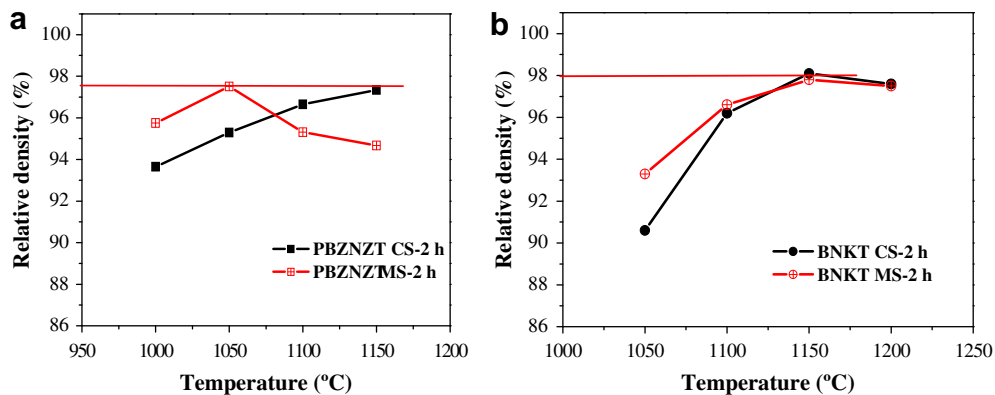 a
100
98
96
94
92
90
88
86
Relative density (%)
PBZNZT CS-2 h
PBZNZTMS-2 h
950 1000 1050 1100 1150 1200
Temperature (ºC)
b
100
98
96
94
92
90
88
86
Relative density (%)
BNKT CS-2 h
BNKT MS-2 h
1000 1050 1100 1150 1200 1250
Temperature (ºC)